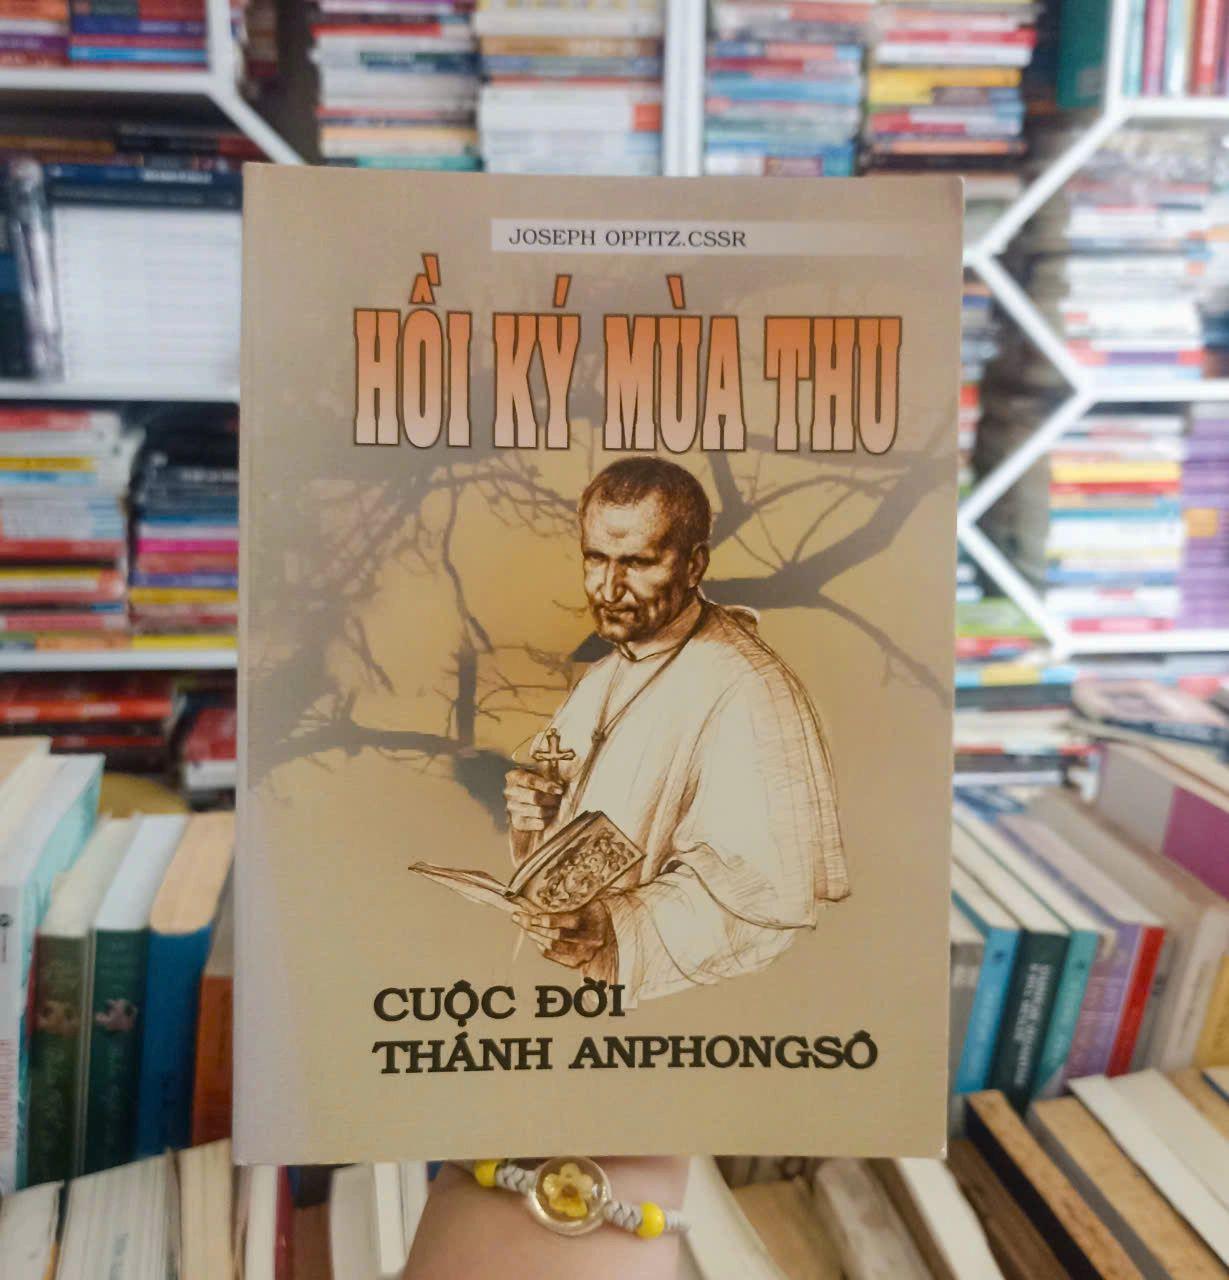 JOSEPH OPPITZ.CSSR
HỒI KÝ MÙA THU
CUỘC ĐỜI
THÁNH ANPHONGSÔ